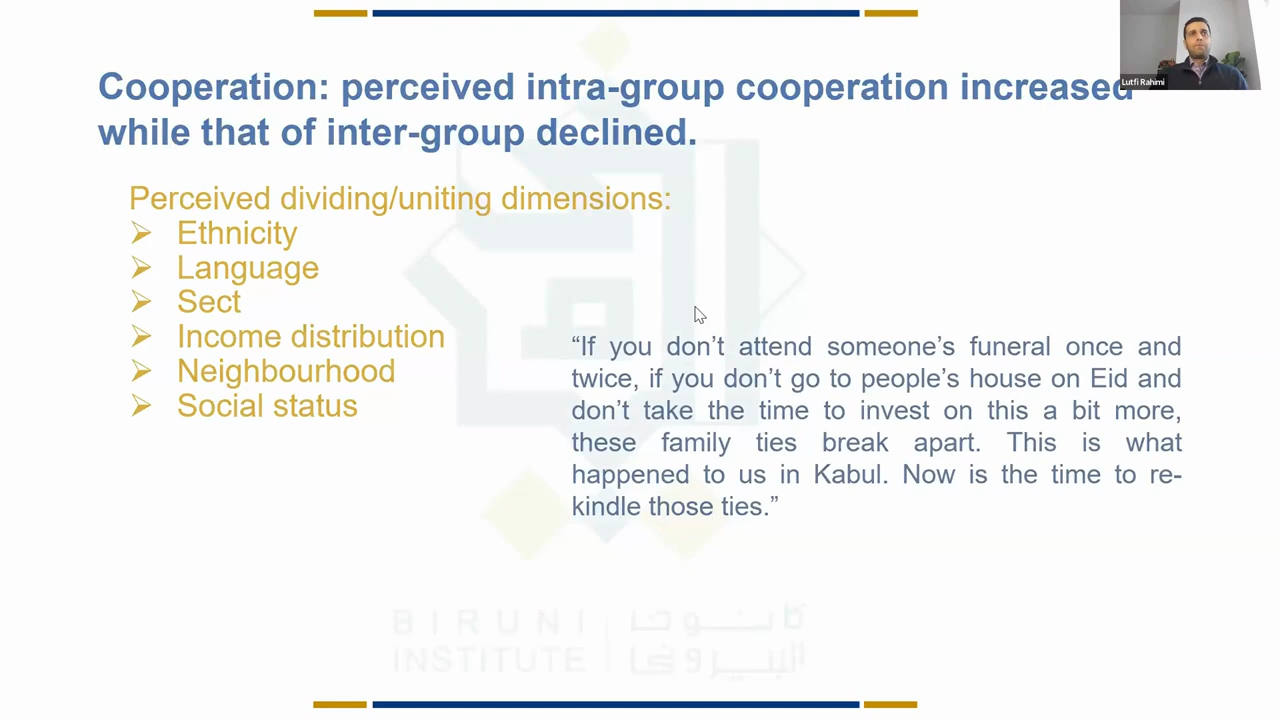 Lutfi Rahimi
Cooperation: perceived intra-group cooperation increased
while that of inter-group declined.
Perceived dividing/uniting dimensions:
➢ Ethnicity
➢ Language
➢ Sect
➢ Income distribution
➢ Neighbourhood
➢ Social status
“If you don’t attend someone’s funeral once and
twice, if you don’t go to people’s house on Eid and
don’t take the time to invest on this a bit more,
these family ties break apart. This is what
happened to us in Kabul. Now is the time to re-
kindle those ties.”
BIRUNI
INSTITUTE